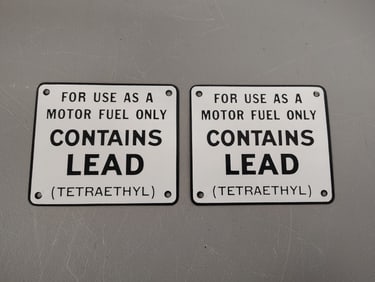 FOR USE AS A
MOTOR FUEL ONLY
CONTAINS
LEAD
(TETRAETHYL)
FOR USE AS A
MOTOR FUEL ONLY
CONTAINS
LEAD
(TETRAETHYL)